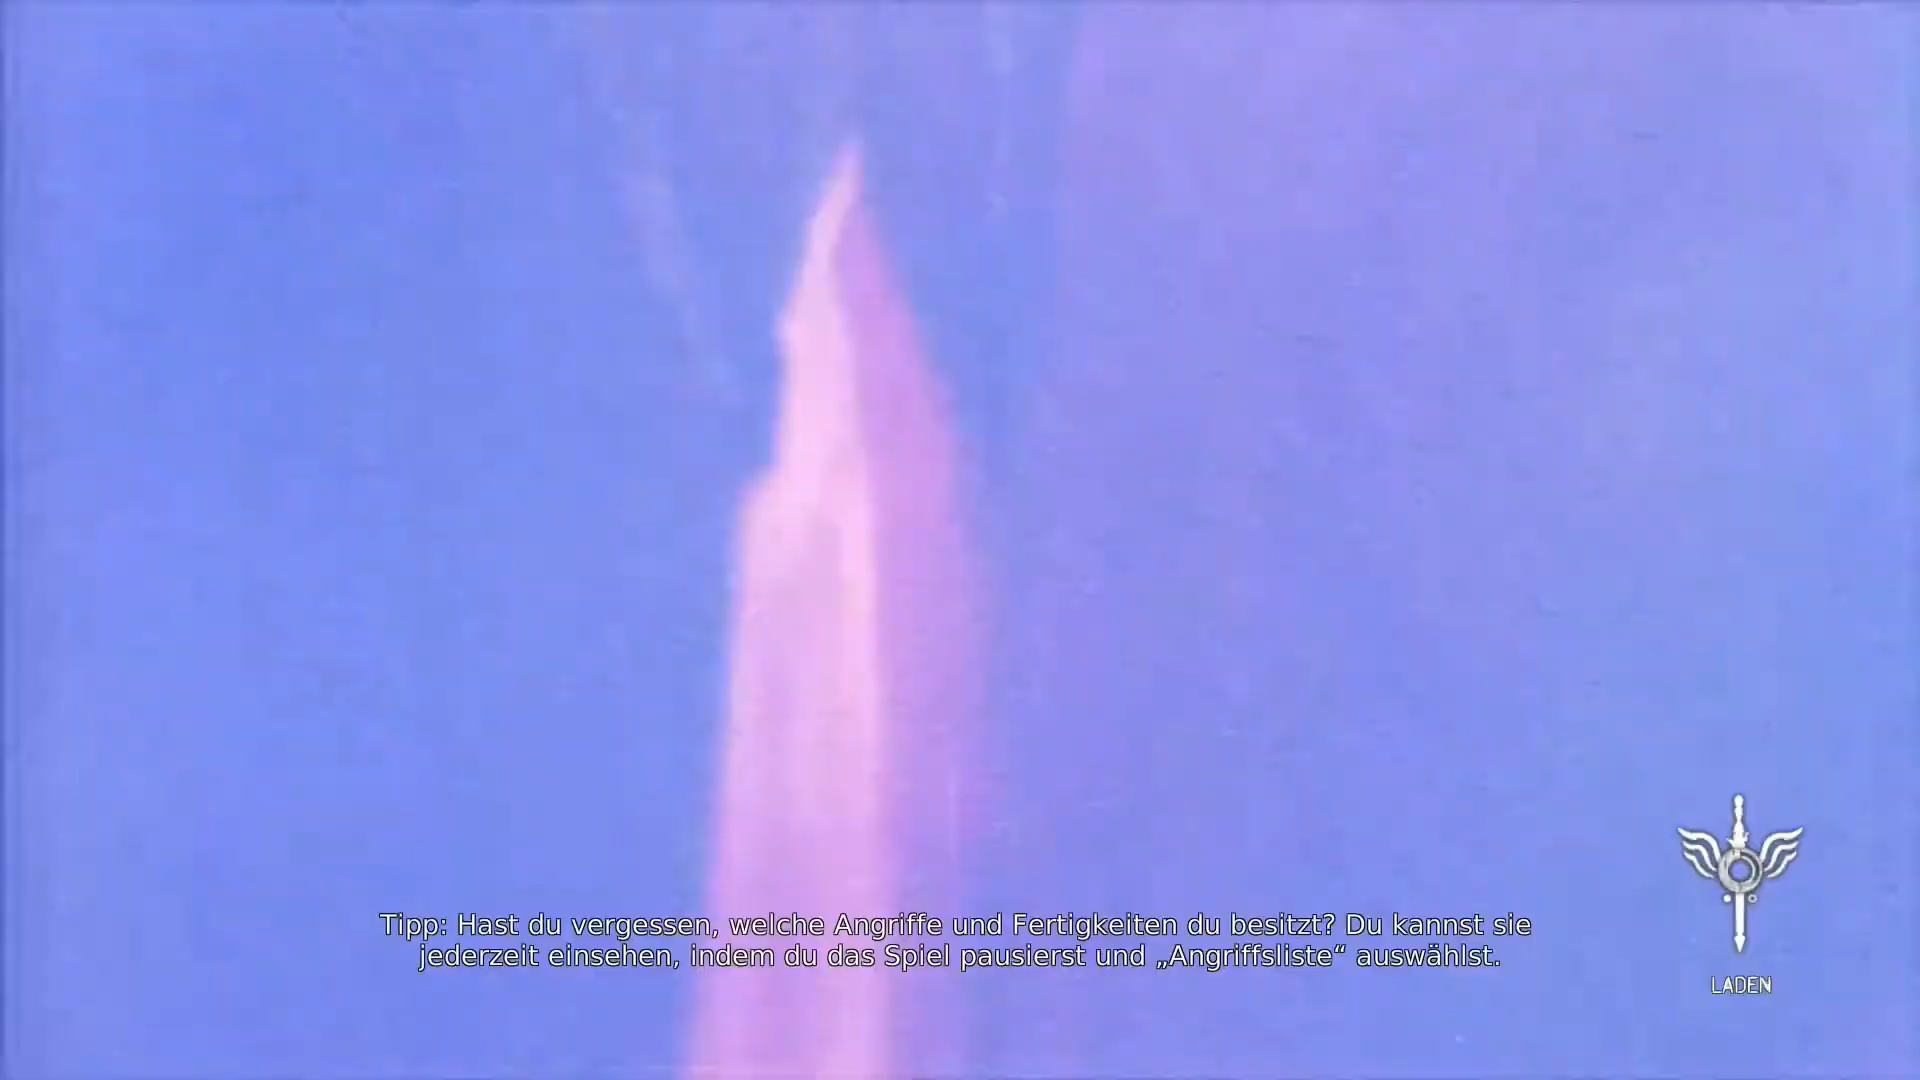 Tipp: Hast du vergessen, welche Angriffe und Fertigkeiten du besitzt? Du kannst sie
jederzeit einsehen, indem du das Spiel pausierst und „Angriffsliste“ auswählst.
LADEN